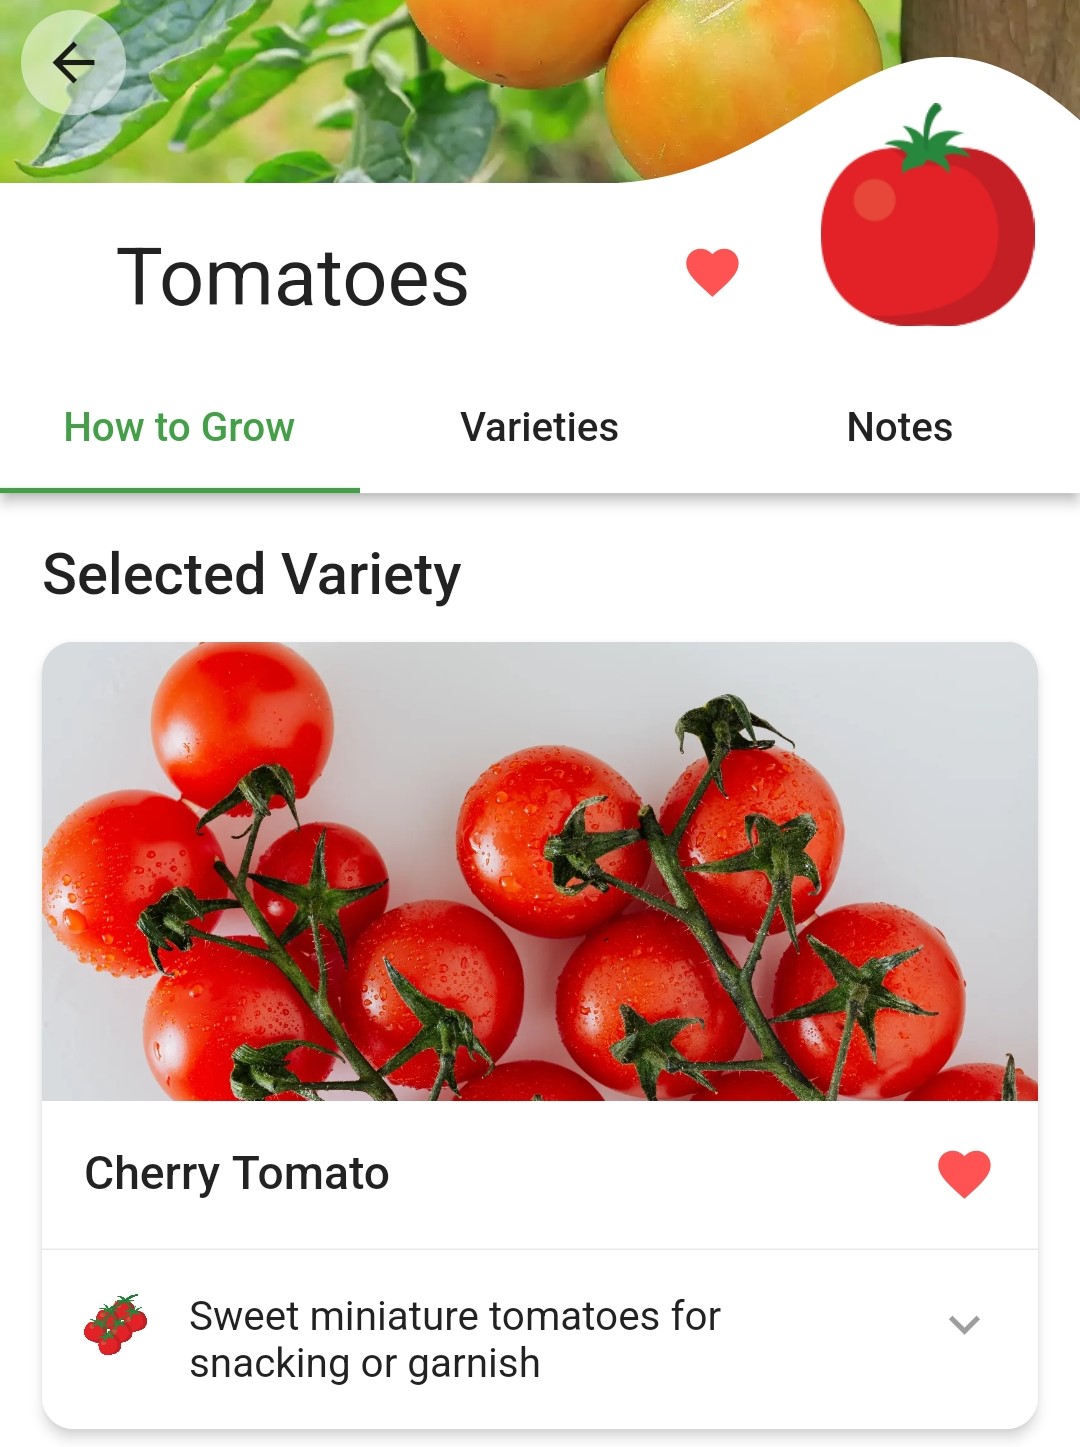 Tomatoes
How to Grow
Varieties
Notes
Selected Variety
Cherry Tomato
Sweet miniature tomatoes for
snacking or garnish